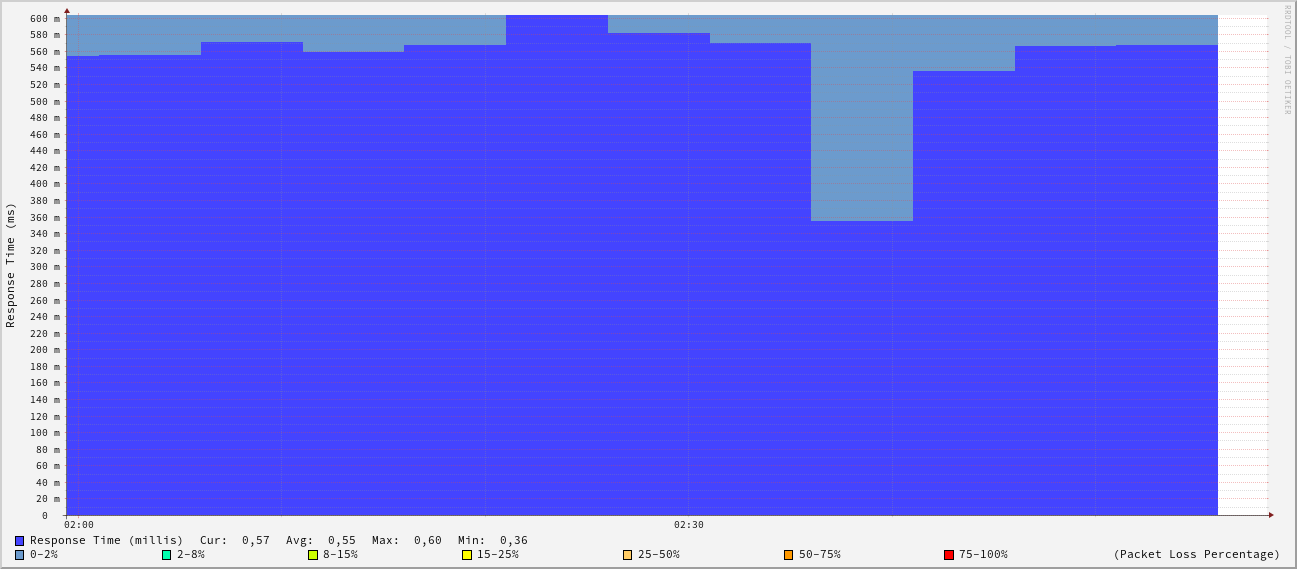 RRDTOOL / TOBI OETIKER
Response Time (ms)
600 m
580 m
560 m
540 m
520 m
500 m
480 m
460 m
440 m
420 m
400 m
380 m
360 m
340 m
320 m
300 m
280 m
260 m
240 m
220 m
200 m
180 m
160 m
140 m
120 m
100 m
80 m
60 m
40 m
20 m
0
02:00 02:30
Response Time (millis) Cur: 0,57 Avg: 0,55 Max: 0,60 Min: 0,36
0-2% 2-8% 8-15% 15-25% 25-50% 50-75% 75-100% (Packet Loss Percentage)